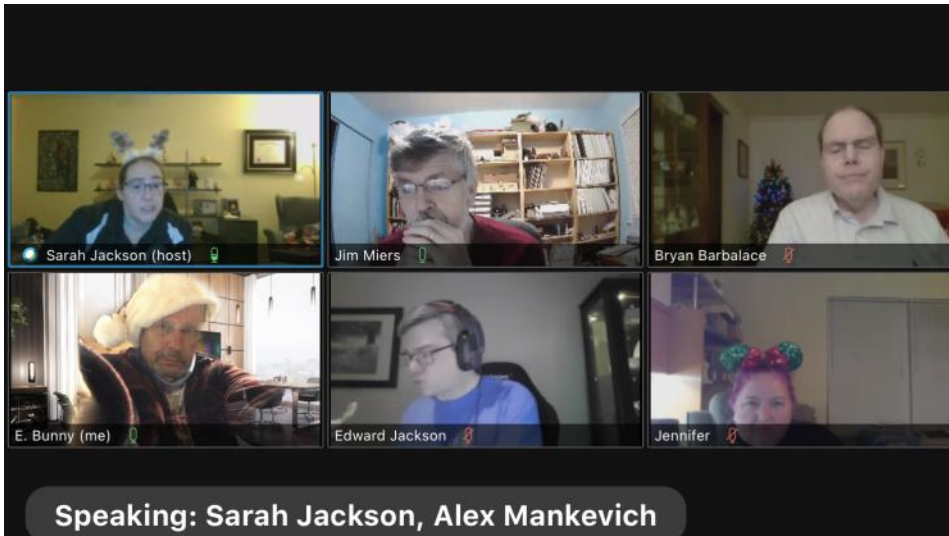 Sarah Jackson (host)
Jim Miers
Bryan Barbalace
E. Bunny (me)
Edward Jackson
Jennifer
Speaking: Sarah Jackson, Alex Mankevich